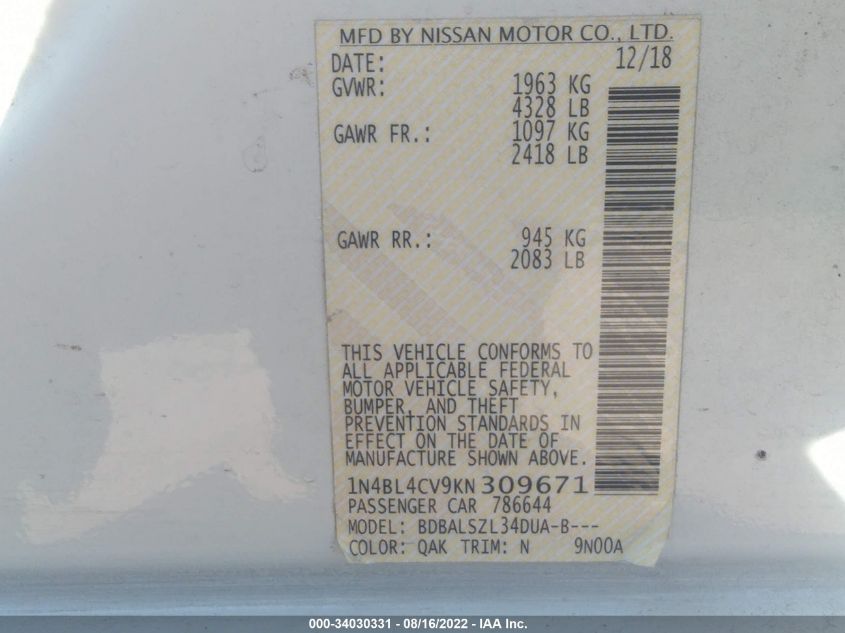 MFD BY NISSAN MOTOR CO., LTD.
DATE: 12/18
GVWR: 1963 KG
4328 LB
GAWR FR.: 1097 KG
2418 LB
GAWR RR.: 945 KG
2083 LB
THIS VEHICLE CONFORMS TO
ALL APPLICABLE FEDERAL
MOTOR VEHICLE SAFETY,
BUMPER, AND THEFT
PREVENTION STANDARDS IN
EFFECT ON THE DATE OF
MANUFACTURE SHOWN ABOVE.
1N4BL4CV9KN309671
PASSENGER CAR 786644
MODEL: BDBALSZL34DUA-B---
COLOR: QAK TRIM: N 9N00A
000-34030331 - 08/16/2022 - IAA Inc.